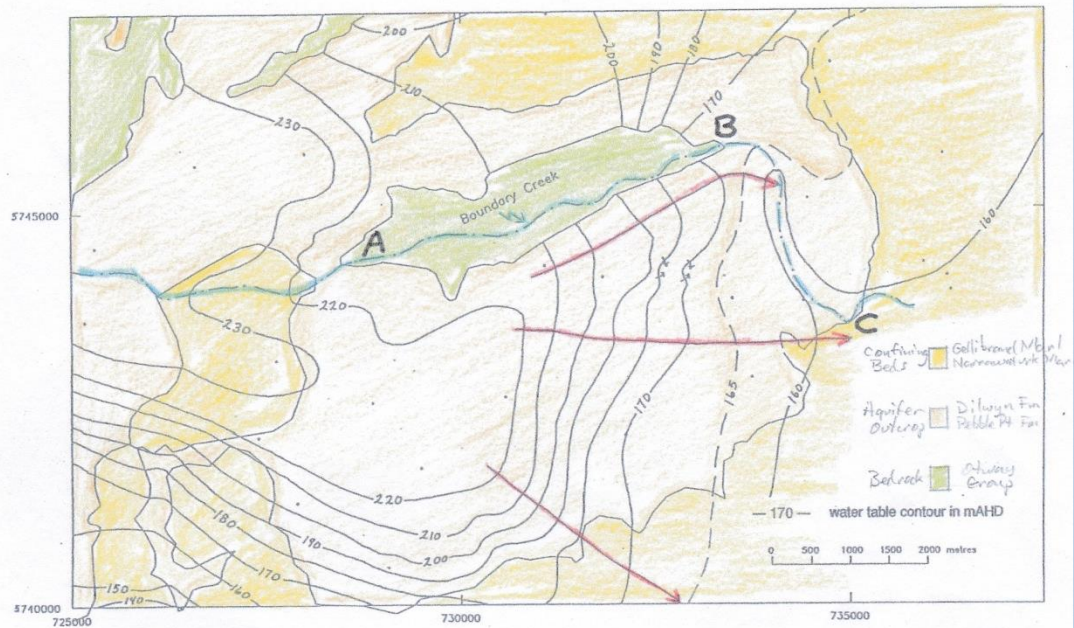 200
190
180
200
210
170
230
B
5745000
Boundary Creek
160
A
220
C
230
Confining Beds
Gellibrand Marl
170
165
160
Aquifer Outcrop
Dilwyn Fm
Pebble Pt Fm
220
Bedrock
Otway Group
180
210
—170— water table contour in mAHD
190
200
170
0 500 1000 1500 2000 metres
150
160
140
5740000
725000
730000
735000